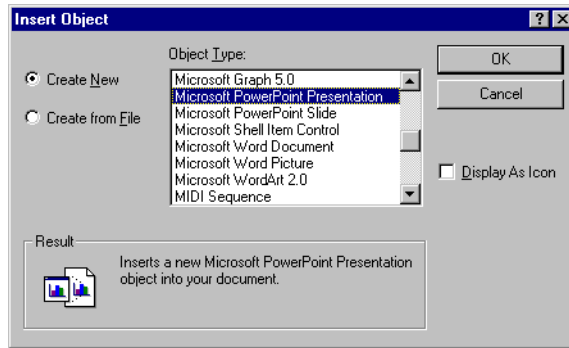 Insert Object
Object Type:
Create New
Create from File
Microsoft Graph 5.0
Microsoft PowerPoint Presentation
Microsoft PowerPoint Slide
Microsoft Shell Item Control
Microsoft Word Document
Microsoft Word Picture
Microsoft WordArt 2.0
MIDI Sequence
OK
Cancel
Display As Icon
Result
Inserts a new Microsoft PowerPoint Presentation
object into your document.